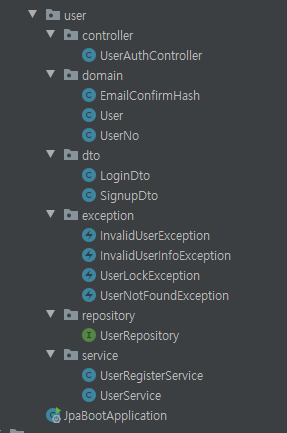 user
controller
UserAuthController
domain
EmailConfirmHash
User
UserNo
dto
LoginDto
SignupDto
exception
InvalidUserException
InvalidUserInfoException
UserLockException
UserNotFoundException
repository
UserRepository
service
UserRegisterService
UserService
JpaBootApplication